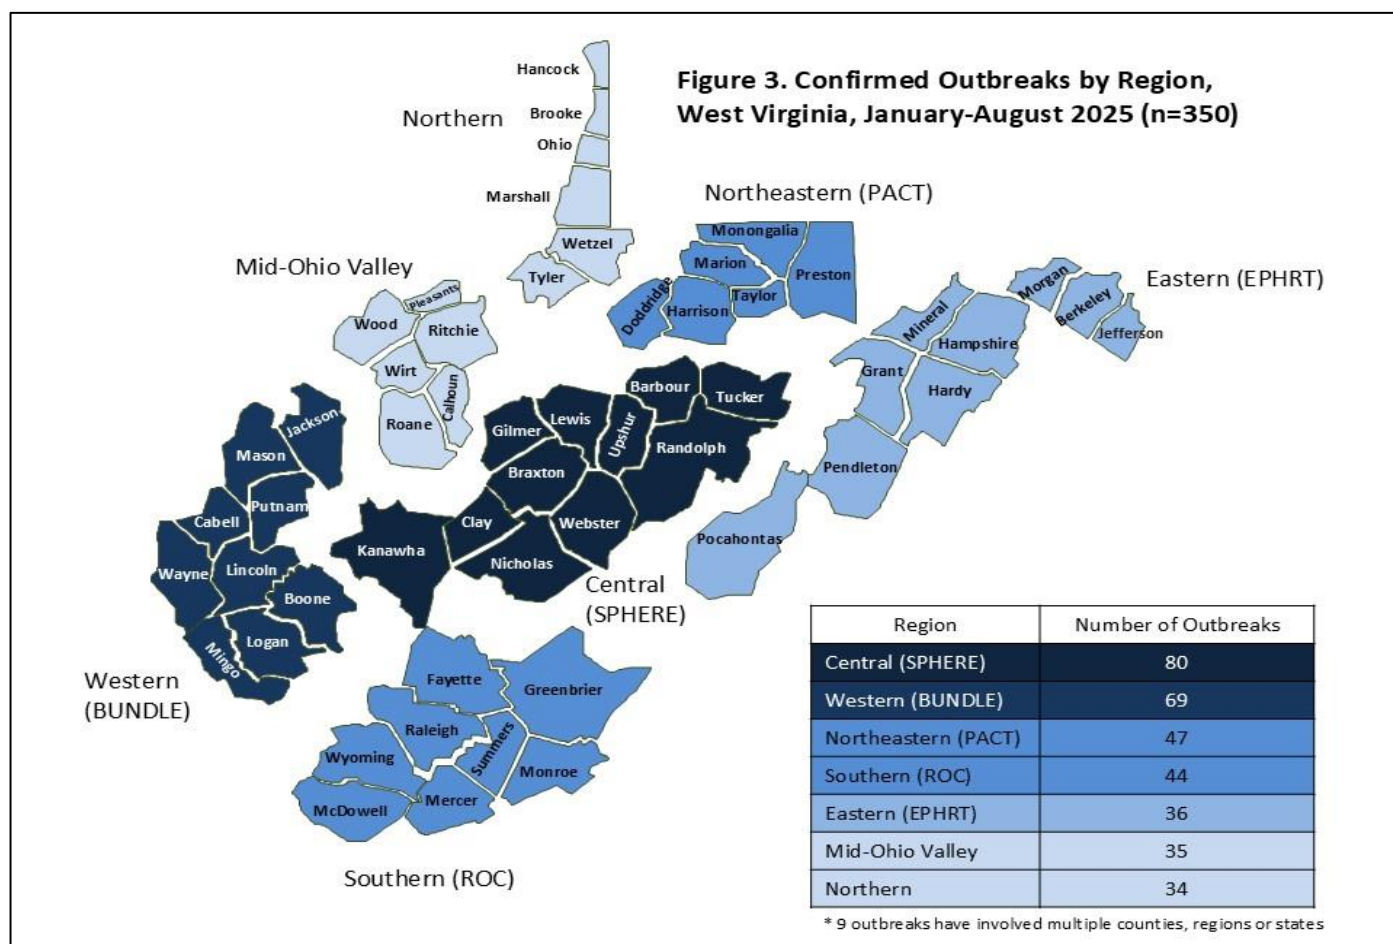 Figure 3. Confirmed Outbreaks by Region,
West Virginia, January-August 2025 (n=350)
Northern
Hancock
Brooke
Ohio
Marshall
Wetzel
Tyler
Northeastern (PACT)
Monongalia
Marion
Preston
Doddridge
Harrison
Taylor
Mid-Ohio Valley
Pleasants
Wood
Ritchie
Wirt
Calhoun
Roane
Eastern (EPHRT)
Morgan
Berkeley
Jefferson
Mineral
Hampshire
Grant
Hardy
Pendleton
Pocahontas
Barbour
Tucker
Lewis
Gilmer
Upshur
Randolph
Braxton
Clay
Webster
Kanawha
Nicholas
Central
(SPHERE)
Jackson
Mason
Putnam
Cabell
Wayne
Lincoln
Boone
Logan
Mingo
Western
(BUNDLE)
Fayette
Greenbrier
Raleigh
Summers
Wyoming
Monroe
Mercer
McDowell
Southern (ROC)
Region Number of Outbreaks
Central (SPHERE) 80
Western (BUNDLE) 69
Northeastern (PACT) 47
Southern (ROC) 44
Eastern (EPHRT) 36
Mid-Ohio Valley 35
Northern 34
* 9 outbreaks have involved multiple counties, regions or states